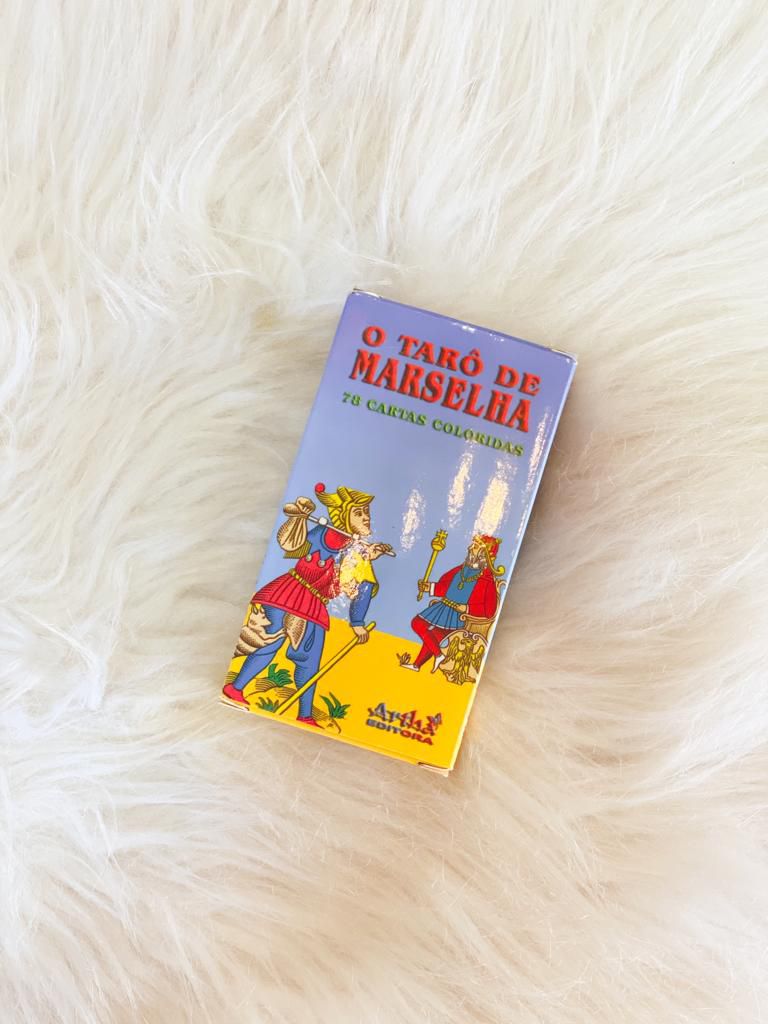 O TARÔ DE
MARSELHA
78 CARTAS COLORIDAS
Artha
EDITORA